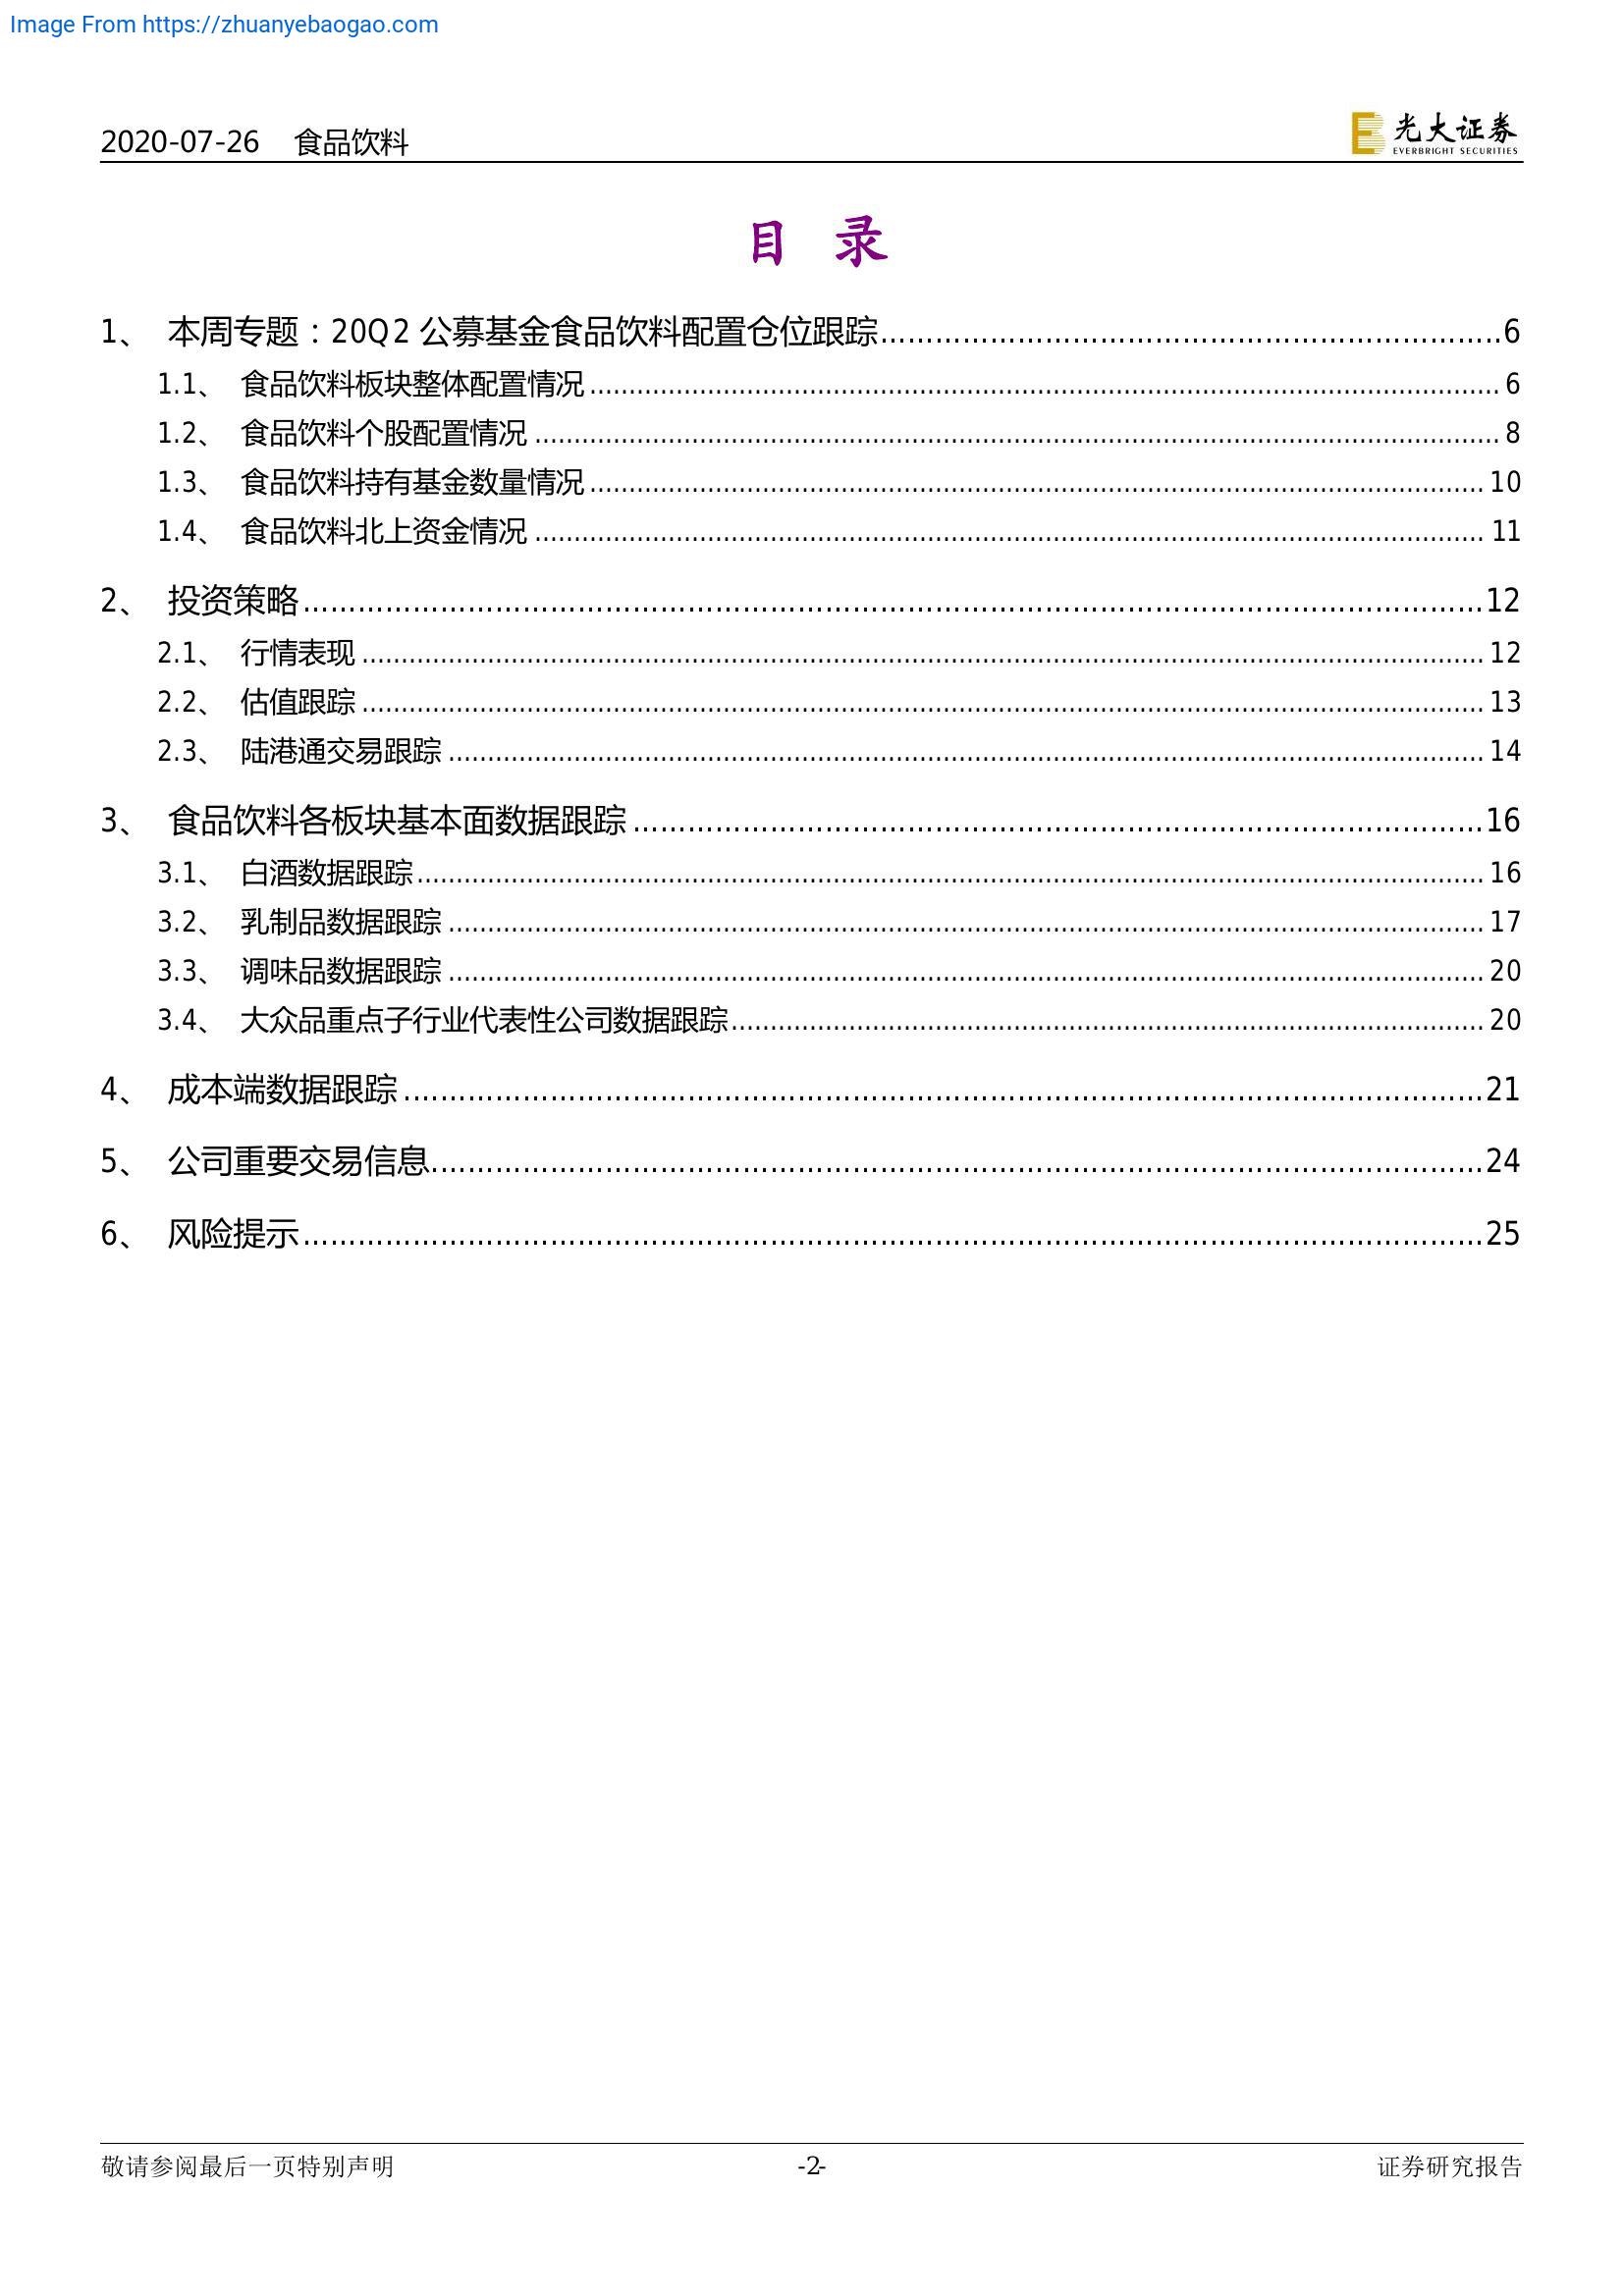 Image From https://zhuanyebaogao.com
2020-07-26 食品饮料
光大证券
EVERBRIGHT SECURITIES
目 录
1、 本周专题：20Q2 公募基金食品饮料配置仓位跟踪 6
1.1、 食品饮料板块整体配置情况 6
1.2、 食品饮料个股配置情况 8
1.3、 食品饮料持有基金数量情况 10
1.4、 食品饮料北上资金情况 11
2、 投资策略 12
2.1、 行情表现 12
2.2、 估值跟踪 13
2.3、 陆港通交易跟踪 14
3、 食品饮料各板块基本面数据跟踪 16
3.1、 白酒数据跟踪 16
3.2、 乳制品数据跟踪 17
3.3、 调味品数据跟踪 20
3.4、 大众品重点子行业代表性公司数据跟踪 20
4、 成本端数据跟踪 21
5、 公司重要交易信息 24
6、 风险提示 25
敬请参阅最后一页特别声明 -2- 证券研究报告